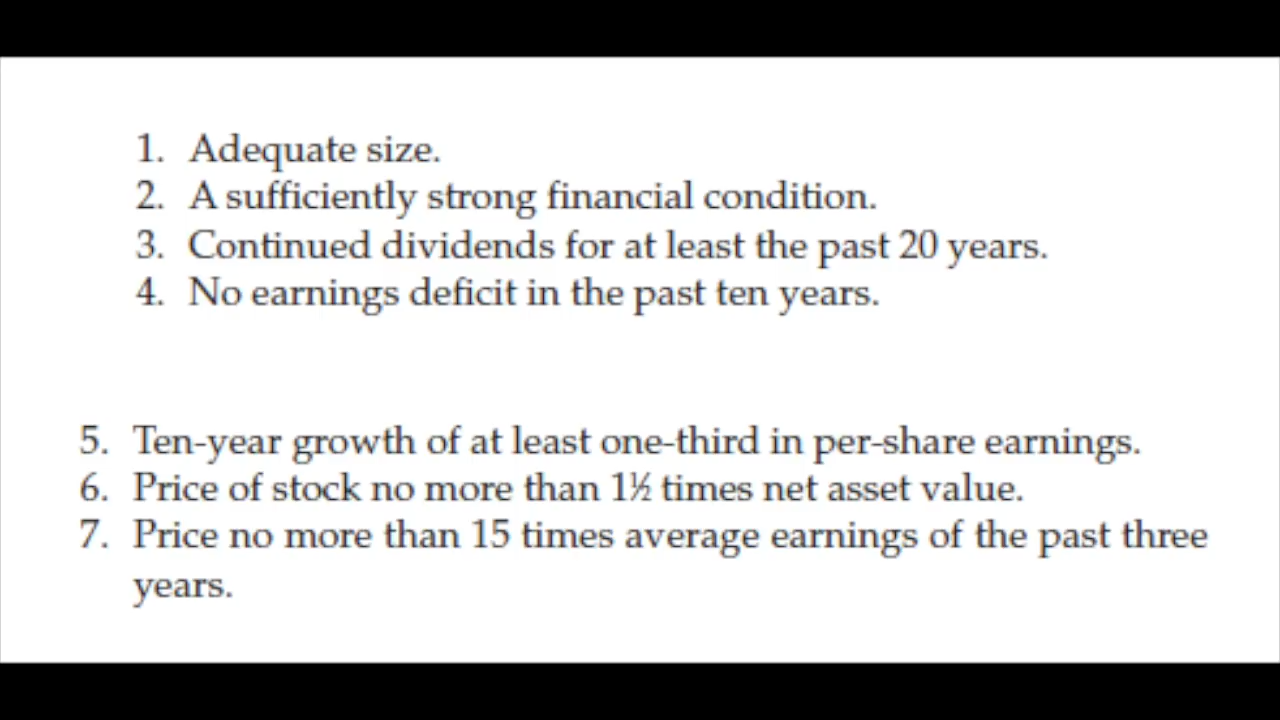 1. Adequate size.
2. A sufficiently strong financial condition.
3. Continued dividends for at least the past 20 years.
4. No earnings deficit in the past ten years.
5. Ten-year growth of at least one-third in per-share earnings.
6. Price of stock no more than 1½ times net asset value.
7. Price no more than 15 times average earnings of the past three
years.